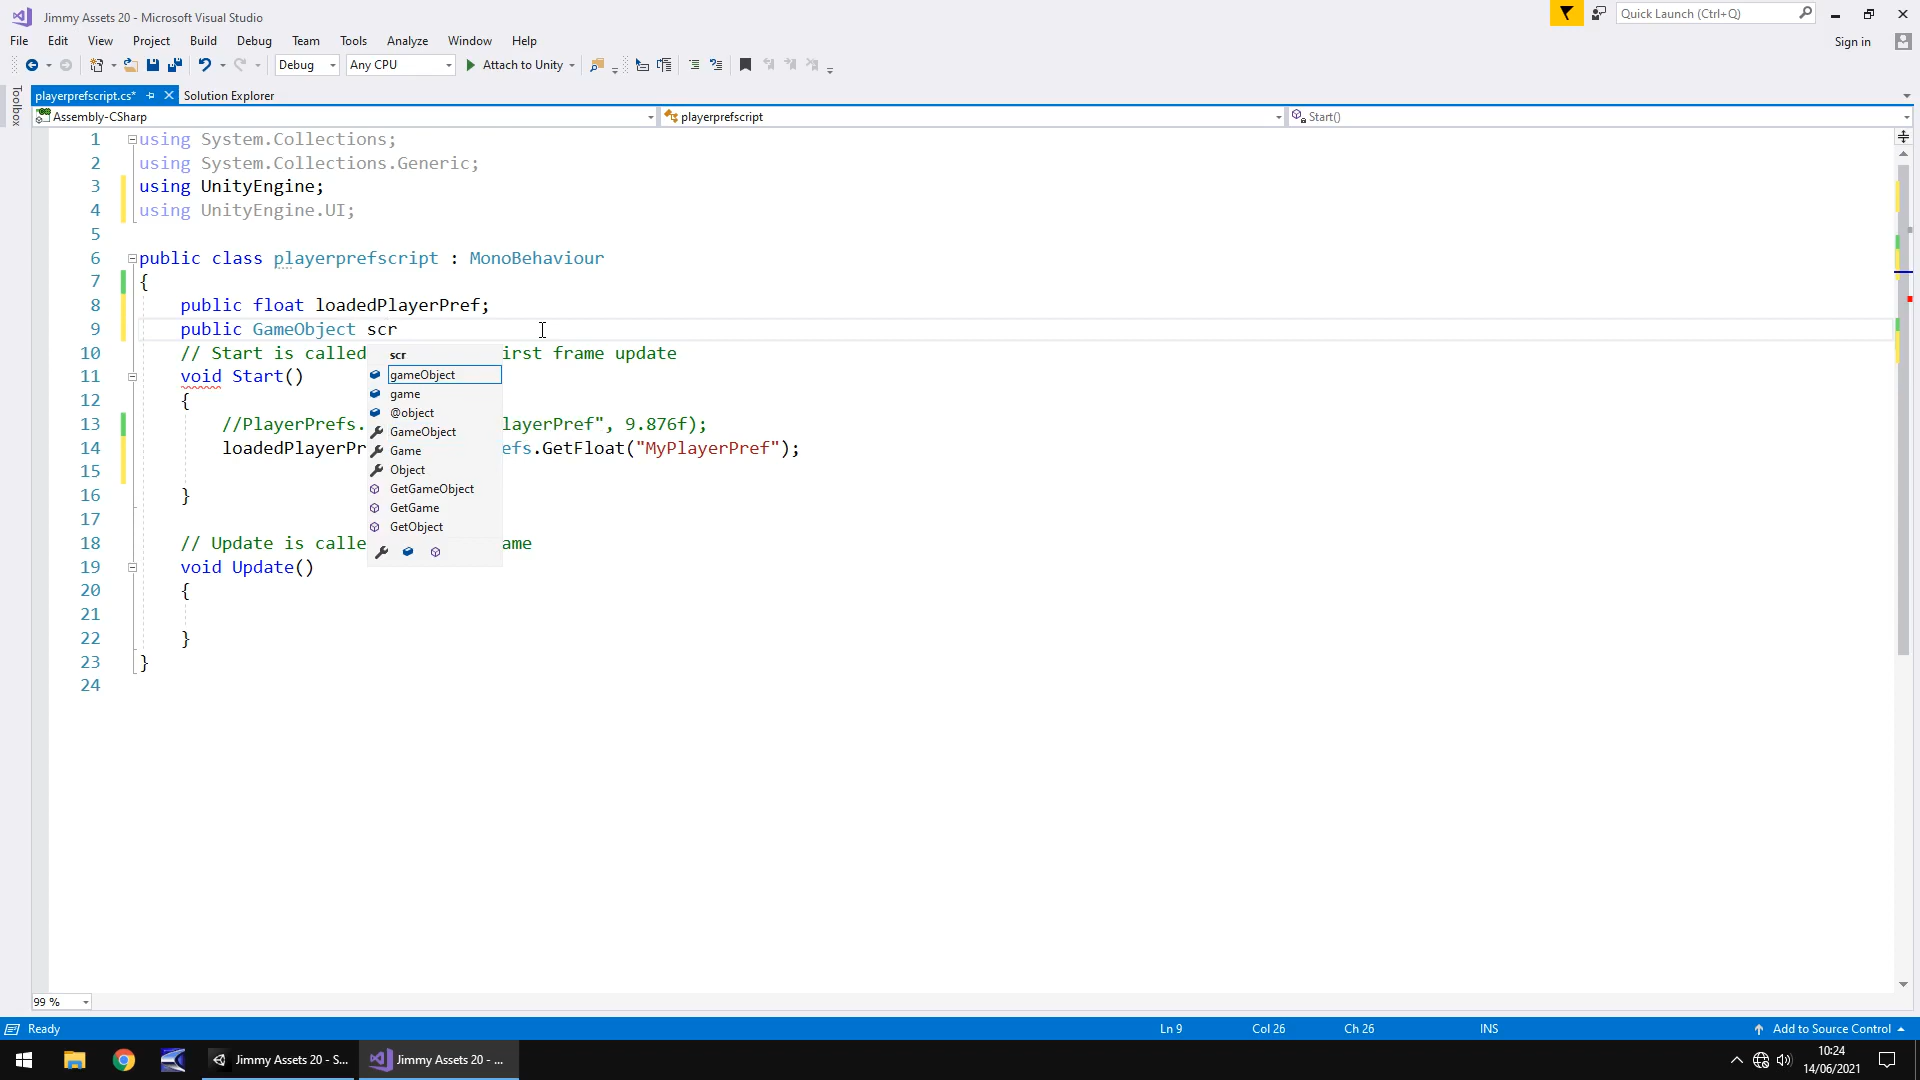 Jimmy Assets 20 - Microsoft Visual Studio
Quick Launch (Ctrl+Q)
File Edit View Project Build Debug Team Tools Analyze Window Help
Sign in
Debug Any CPU Attach to Unity
Toolbox
playerprefscript.cs* Solution Explorer
Assembly-CSharp playerprefscript Start()
1 using System.Collections;
2 using System.Collections.Generic;
3 using UnityEngine;
4 using UnityEngine.UI;
5
6 public class playerprefscript : MonoBehaviour
7 {
8 public float loadedPlayerPref;
9 public GameObject scr
10 // Start is called irst frame update
11 void Start()
12 {
13 //PlayerPrefs. layerPref", 9.876f);
14 loadedPlayerPr efs.GetFloat("MyPlayerPref");
15
16 }
17
18 // Update is calle ame
19 void Update()
20 {
21
22 }
23 }
24
scr
gameObject
game
@object
GameObject
Game
Object
GetGameObject
GetGame
GetObject
99 %
Ready Ln 9 Col 26 Ch 26 INS Add to Source Control
Jimmy Assets 20 - S... Jimmy Assets 20 - ...
10:24
14/06/2021